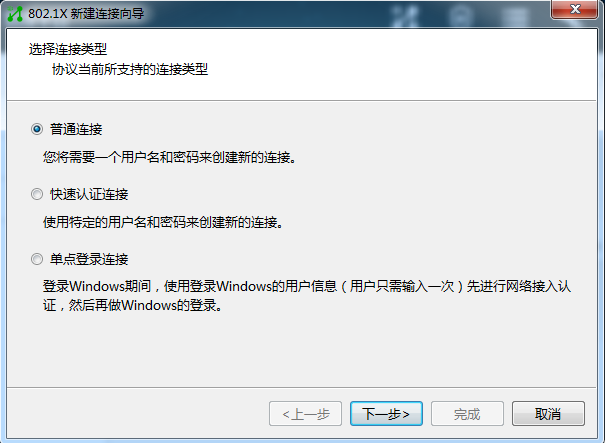 802.1X 新建连接向导
选择连接类型
协议当前所支持的连接类型
普通连接
您将需要一个用户名和密码来创建新的连接。
快速认证连接
使用特定的用户名和密码来创建新的连接。
单点登录连接
登录Windows期间，使用登录Windows的用户信息（用户只需输入一次）先进行网络接入认
证，然后再做Windows的登录。
<上一步 下一步> 完成 取消